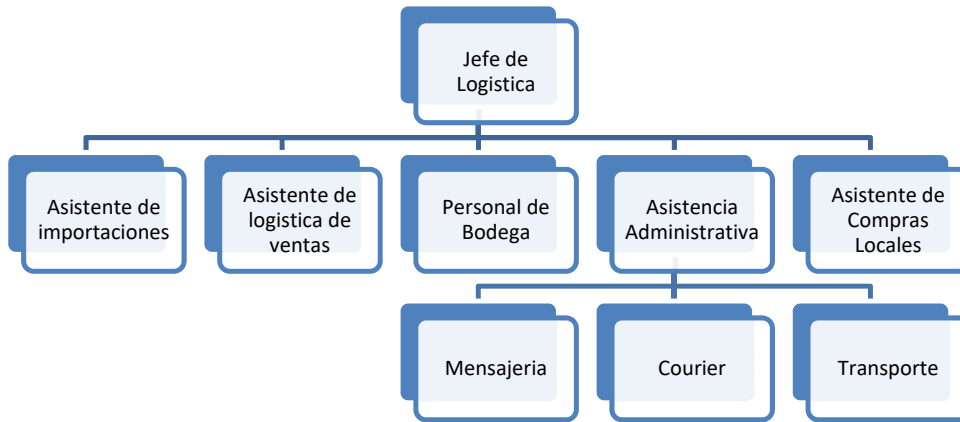 Jefe de
Logistica
Asistente de
importaciones
Asistente de
logistica de
ventas
Personal de
Bodega
Asistencia
Administrativa
Asistente de
Compras
Locales
Mensajeria
Courier
Transporte